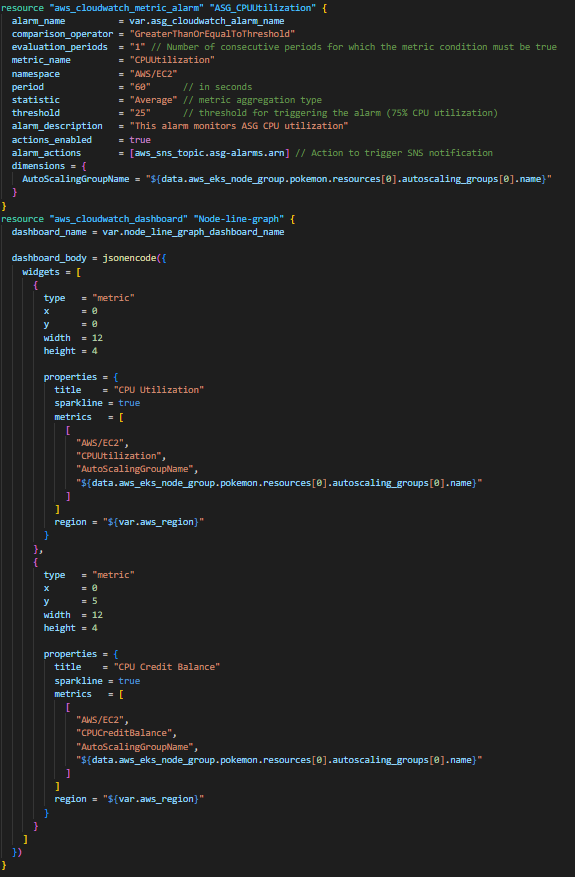 resource "aws_cloudwatch_metric_alarm" "ASG_CPUUtilization" {
  alarm_name          = var.asg_cloudwatch_alarm_name
  comparison_operator = "GreaterThanOrEqualToThreshold"
  evaluation_periods  = "1" // Number of consecutive periods for which the metric condition must be true
  metric_name         = "CPUUtilization"
  namespace           = "AWS/EC2"
  period              = "60"      // in seconds
  statistic           = "Average" // metric aggregation type
  threshold           = "25"      // threshold for triggering the alarm (75% CPU utilization)
  alarm_description   = "This alarm monitors ASG CPU utilization"
  actions_enabled     = true
  alarm_actions       = [aws_sns_topic.asg-alarms.arn] // Action to trigger SNS notification
  dimensions = {
    AutoScalingGroupName = "${data.aws_eks_node_group.pokemon.resources[0].autoscaling_groups[0].name}"
  }
}
resource "aws_cloudwatch_dashboard" "Node-line-graph" {
  dashboard_name = var.node_line_graph_dashboard_name

  dashboard_body = jsonencode({
    widgets = [
      {
        type   = "metric"
        x      = 0
        y      = 0
        width  = 12
        height = 4

        properties = {
          title     = "CPU Utilization"
          sparkline = true
          metrics   = [
            [
              "AWS/EC2",
              "CPUUtilization",
              "AutoScalingGroupName",
              "${data.aws_eks_node_group.pokemon.resources[0].autoscaling_groups[0].name}"
            ]
          ]
          region = "${var.aws_region}"
        }
      },
      {
        type   = "metric"
        x      = 0
        y      = 5
        width  = 12
        height = 4

        properties = {
          title     = "CPU Credit Balance"
          sparkline = true
          metrics   = [
            [
              "AWS/EC2",
              "CPUCreditBalance",
              "AutoScalingGroupName",
              "${data.aws_eks_node_group.pokemon.resources[0].autoscaling_groups[0].name}"
            ]
          ]
          region = "${var.aws_region}"
        }
      }
    ]
  })
}